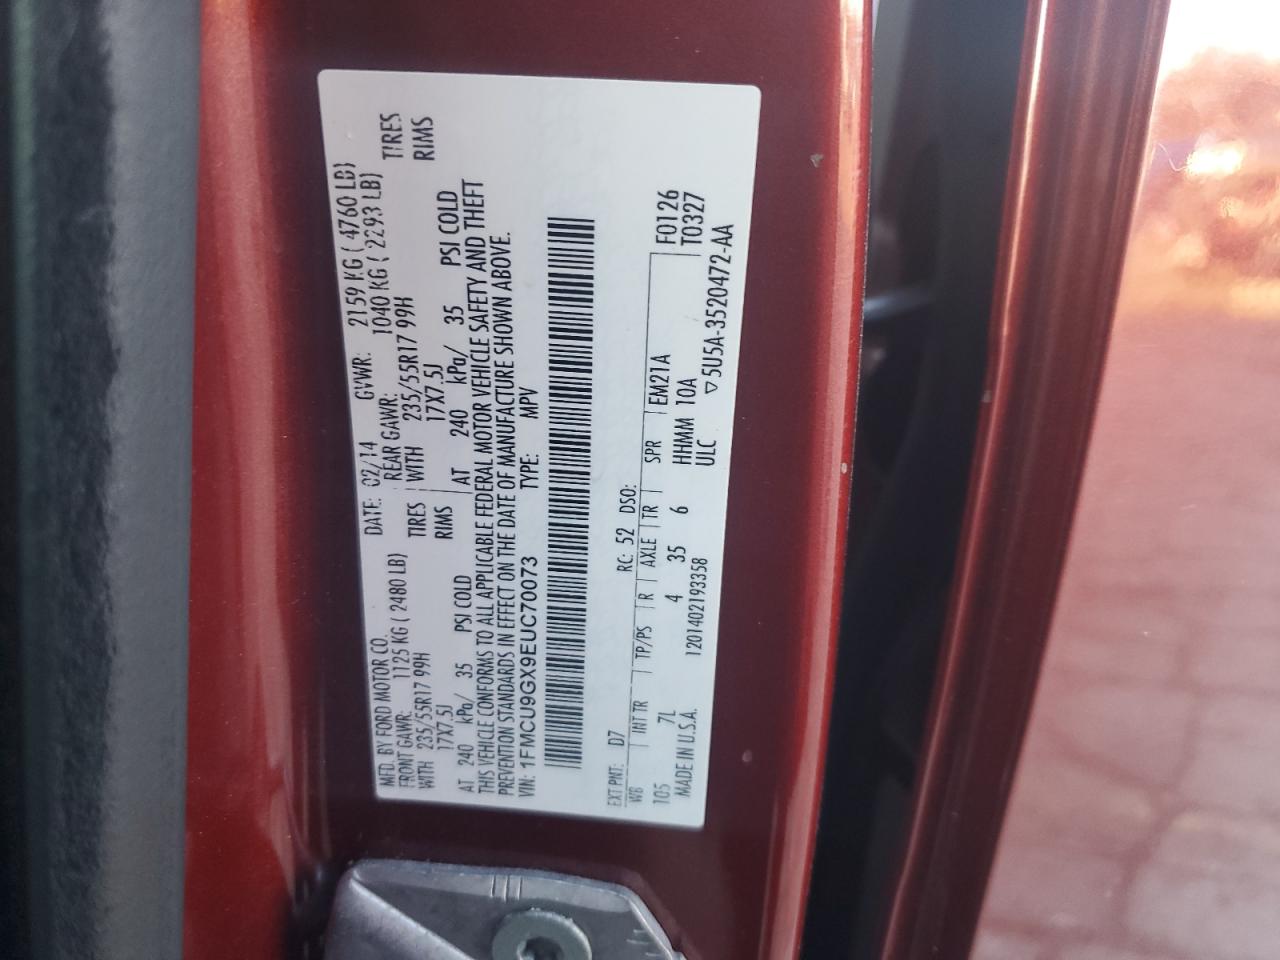 MFD. BY FORD MOTOR CO. DATE: 02/14 GVWR: 2159 KG ( 4760 LB)
FRONT GAWR: 1125 KG ( 2480 LB) REAR GAWR: 1040 KG ( 2293 LB)
WITH 235/55R17 99H TIRES WITH 235/55R17 99H TIRES
17X7.5J RIMS 17X7.5J RIMS
AT 240 kPa/ 35 PSI COLD AT 240 kPa/ 35 PSI COLD
THIS VEHICLE CONFORMS TO ALL APPLICABLE FEDERAL MOTOR VEHICLE SAFETY AND THEFT
PREVENTION STANDARDS IN EFFECT ON THE DATE OF MANUFACTURE SHOWN ABOVE.
VIN: 1FMCU9GX9EUC70073 TYPE: MPV
EXT PNT: D7 RC: 52 DSO: F0126
WB INT TR TP/PS R AXLE TR SPR EM21A T0327
105 7L 4 35 6 HHMM 10A
MADE IN U.S.A. 1201402193358 ULC ▽5U5A-3520472-AA